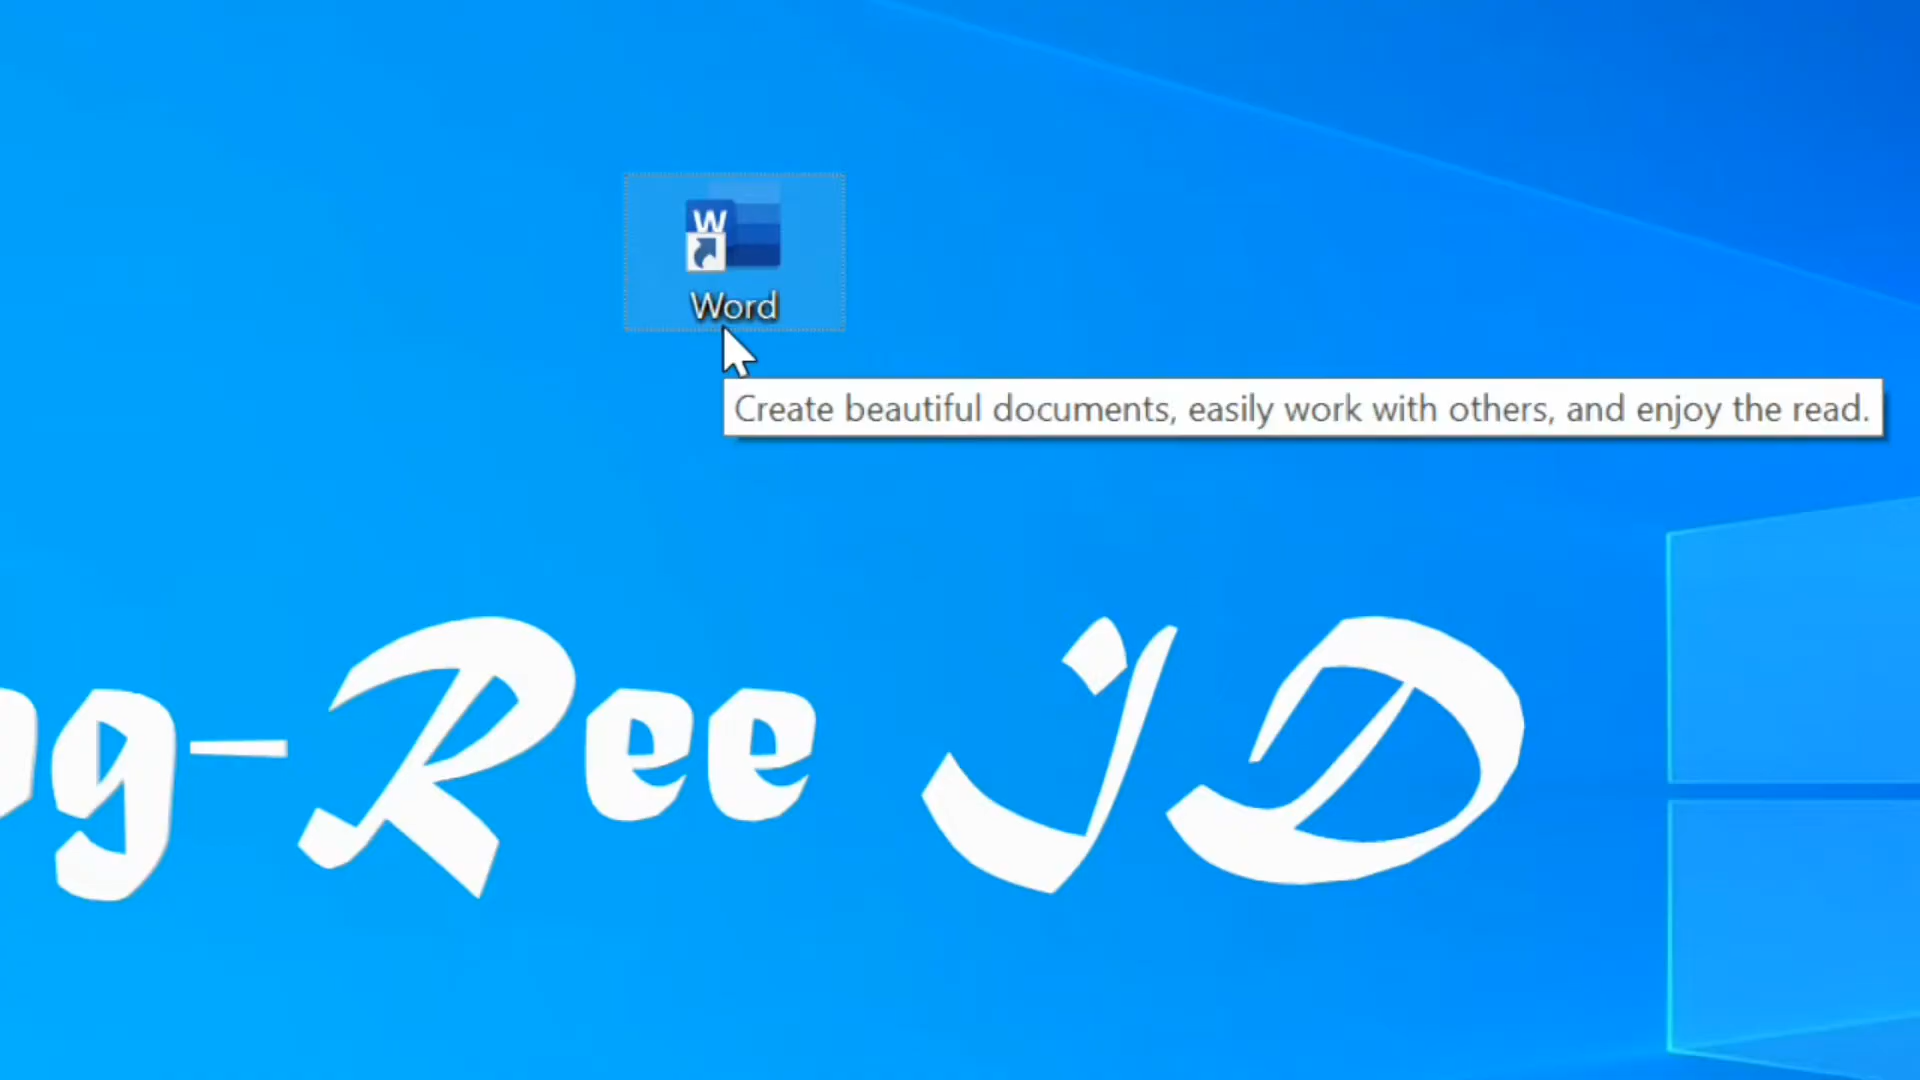 W
Word
Create beautiful documents, easily work with others, and enjoy the read.
g-Ree JD